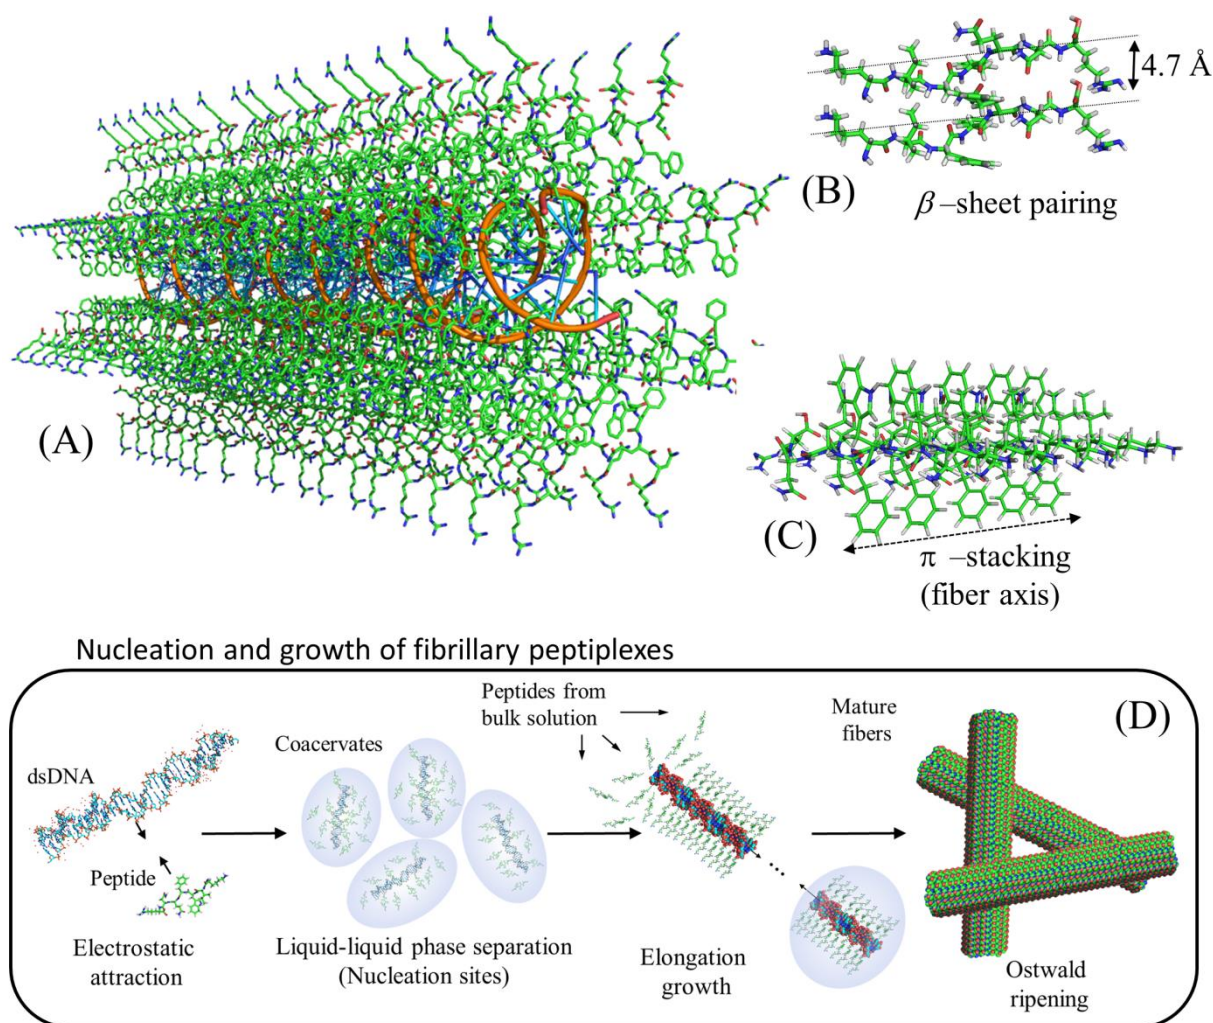 (A)
4.7 Å
(B)
β –sheet pairing
(C)
π –stacking
(fiber axis)
Nucleation and growth of fibrillary peptiplexes
(D)
dsDNA
Peptide
Electrostatic
attraction
Coacervates
Liquid-liquid phase separation
(Nucleation sites)
Peptides from
bulk solution
Elongation
growth
Mature
fibers
Ostwald
ripening